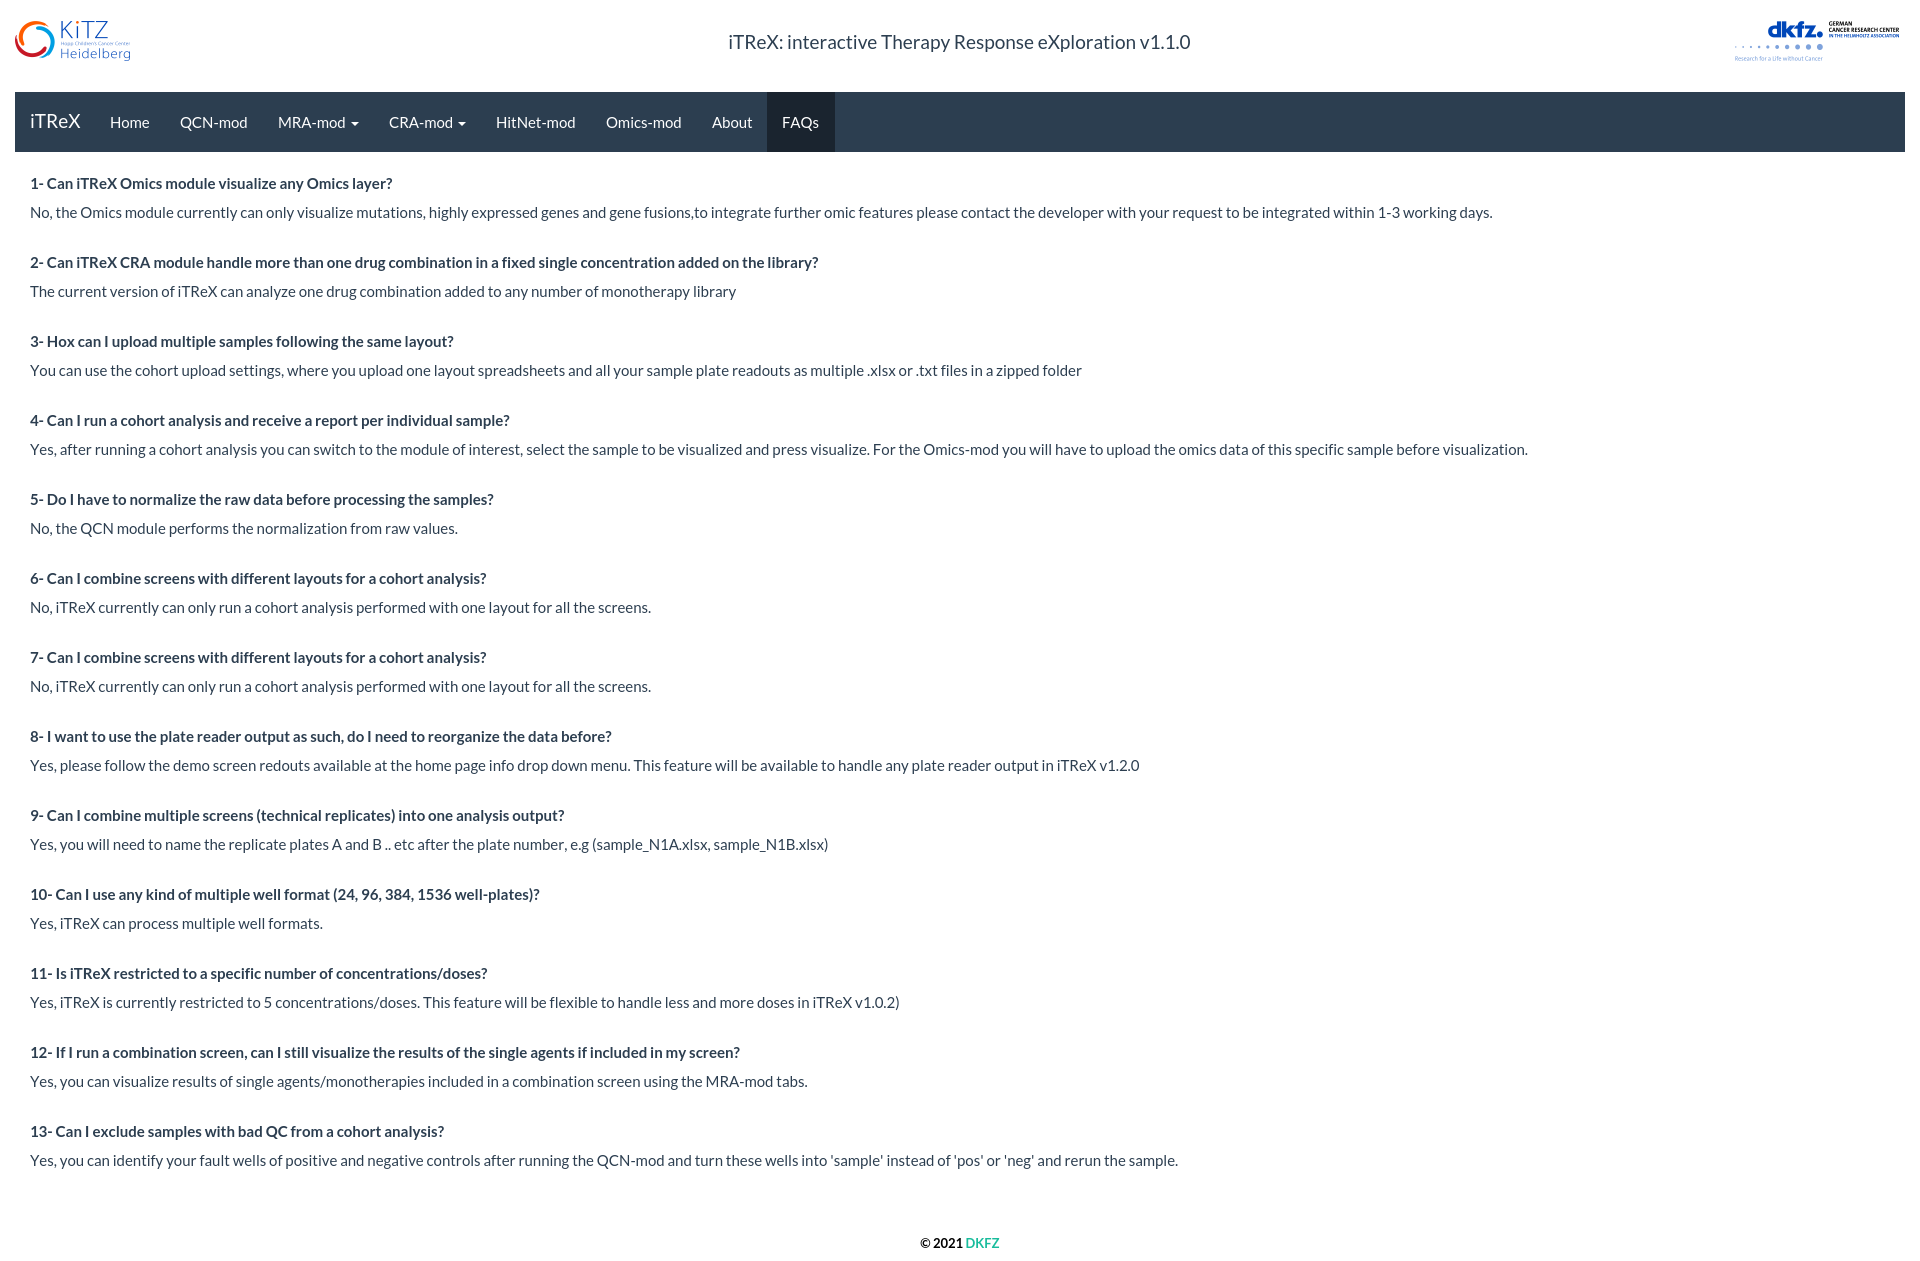 KiTZ
Hopp Children's Cancer Center
Heidelberg
iTReX: interactive Therapy Response eXploration v1.1.0
dkfz.
GERMAN
CANCER RESEARCH CENTER
IN THE HELMHOLTZ ASSOCIATION
Research for a Life without Cancer
iTReX Home QCN-mod MRA-mod CRA-mod HitNet-mod Omics-mod About FAQs
1- Can iTReX Omics module visualize any Omics layer?
No, the Omics module currently can only visualize mutations, highly expressed genes and gene fusions,to integrate further omic features please contact the developer with your request to be integrated within 1-3 working days.
2- Can iTReX CRA module handle more than one drug combination in a fixed single concentration added on the library?
The current version of iTReX can analyze one drug combination added to any number of monotherapy library
3- Hox can I upload multiple samples following the same layout?
You can use the cohort upload settings, where you upload one layout spreadsheets and all your sample plate readouts as multiple .xlsx or .txt files in a zipped folder
4- Can I run a cohort analysis and receive a report per individual sample?
Yes, after running a cohort analysis you can switch to the module of interest, select the sample to be visualized and press visualize. For the Omics-mod you will have to upload the omics data of this specific sample before visualization.
5- Do I have to normalize the raw data before processing the samples?
No, the QCN module performs the normalization from raw values.
6- Can I combine screens with different layouts for a cohort analysis?
No, iTReX currently can only run a cohort analysis performed with one layout for all the screens.
7- Can I combine screens with different layouts for a cohort analysis?
No, iTReX currently can only run a cohort analysis performed with one layout for all the screens.
8- I want to use the plate reader output as such, do I need to reorganize the data before?
Yes, please follow the demo screen redouts available at the home page info drop down menu. This feature will be available to handle any plate reader output in iTReX v1.2.0
9- Can I combine multiple screens (technical replicates) into one analysis output?
Yes, you will need to name the replicate plates A and B .. etc after the plate number, e.g (sample_N1A.xlsx, sample_N1B.xlsx)
10- Can I use any kind of multiple well format (24, 96, 384, 1536 well-plates)?
Yes, iTReX can process multiple well formats.
11- Is iTReX restricted to a specific number of concentrations/doses?
Yes, iTReX is currently restricted to 5 concentrations/doses. This feature will be flexible to handle less and more doses in iTReX v1.0.2)
12- If I run a combination screen, can I still visualize the results of the single agents if included in my screen?
Yes, you can visualize results of single agents/monotherapies included in a combination screen using the MRA-mod tabs.
13- Can I exclude samples with bad QC from a cohort analysis?
Yes, you can identify your fault wells of positive and negative controls after running the QCN-mod and turn these wells into 'sample' instead of 'pos' or 'neg' and rerun the sample.
© 2021 DKFZ